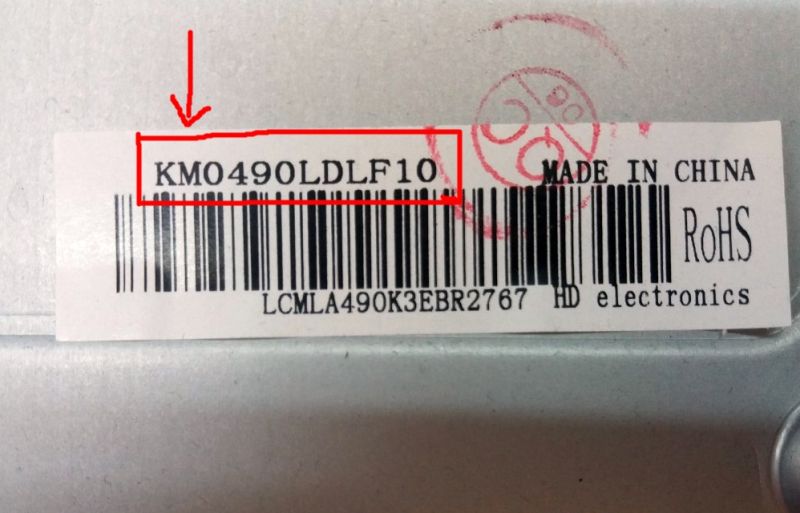 KM0490LDLF10
MADE IN CHINA
RoHS
LCMLA490K3EBR2767 HD electronics